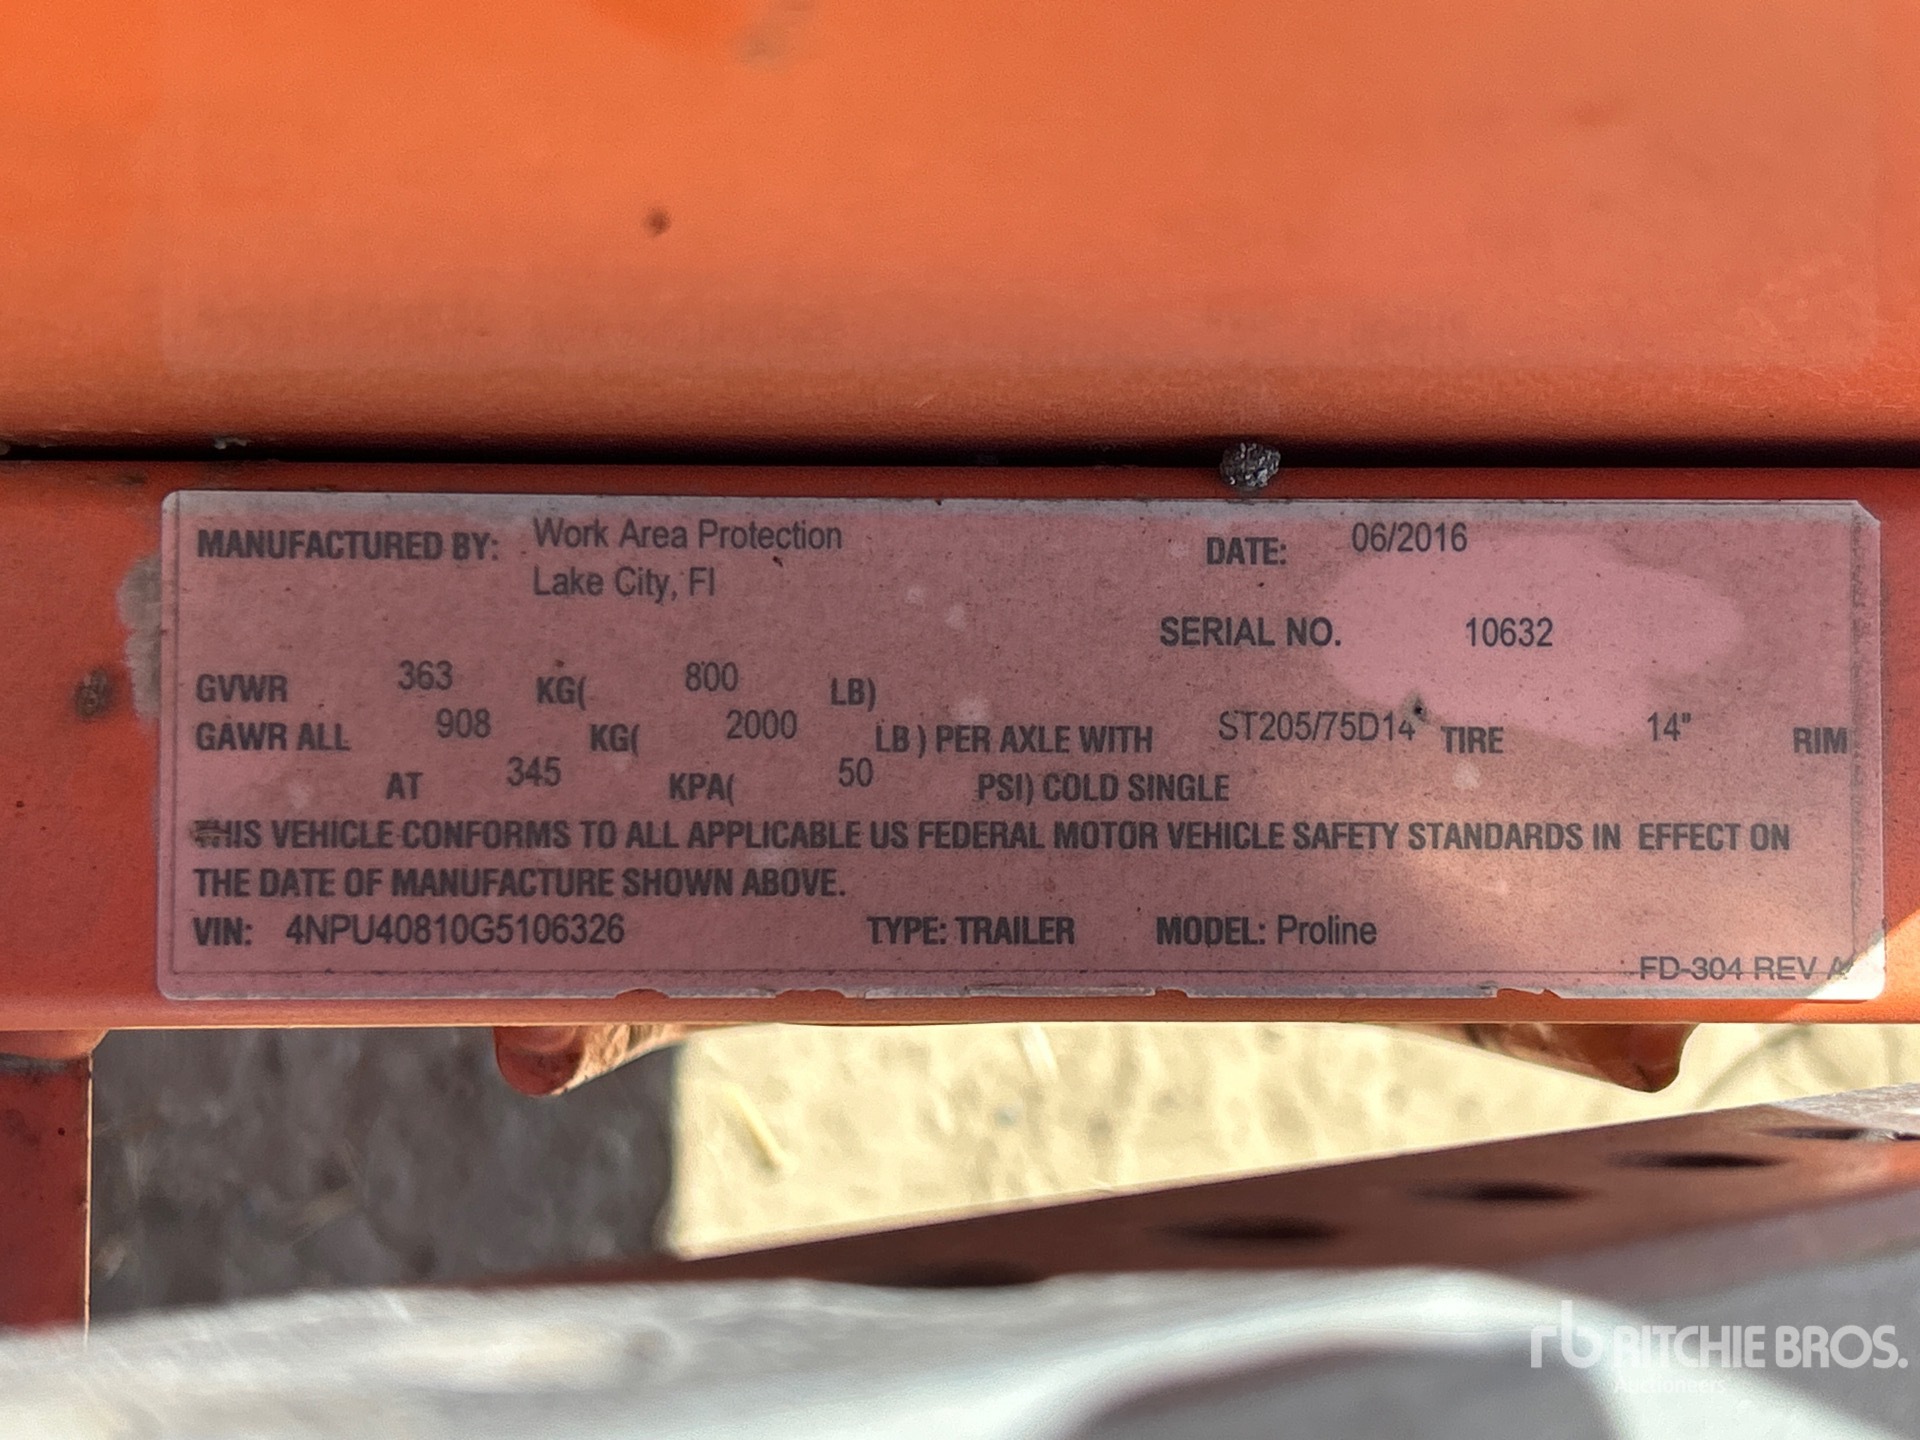 MANUFACTURED BY: Work Area Protection DATE: 06/2016
Lake City, Fl
SERIAL NO. 10632
GVWR 363 KG( 800 LB)
GAWR ALL 908 KG( 2000 LB) PER AXLE WITH ST205/75D14 TIRE 14" RIM
AT 345 KPA( 50 PSI) COLD SINGLE
THIS VEHICLE CONFORMS TO ALL APPLICABLE US FEDERAL MOTOR VEHICLE SAFETY STANDARDS IN EFFECT ON
THE DATE OF MANUFACTURE SHOWN ABOVE.
VIN: 4NPU40810G5106326 TYPE: TRAILER MODEL: Proline
FD-304 REV A
rb RITCHIE BROS.
Auctioneers